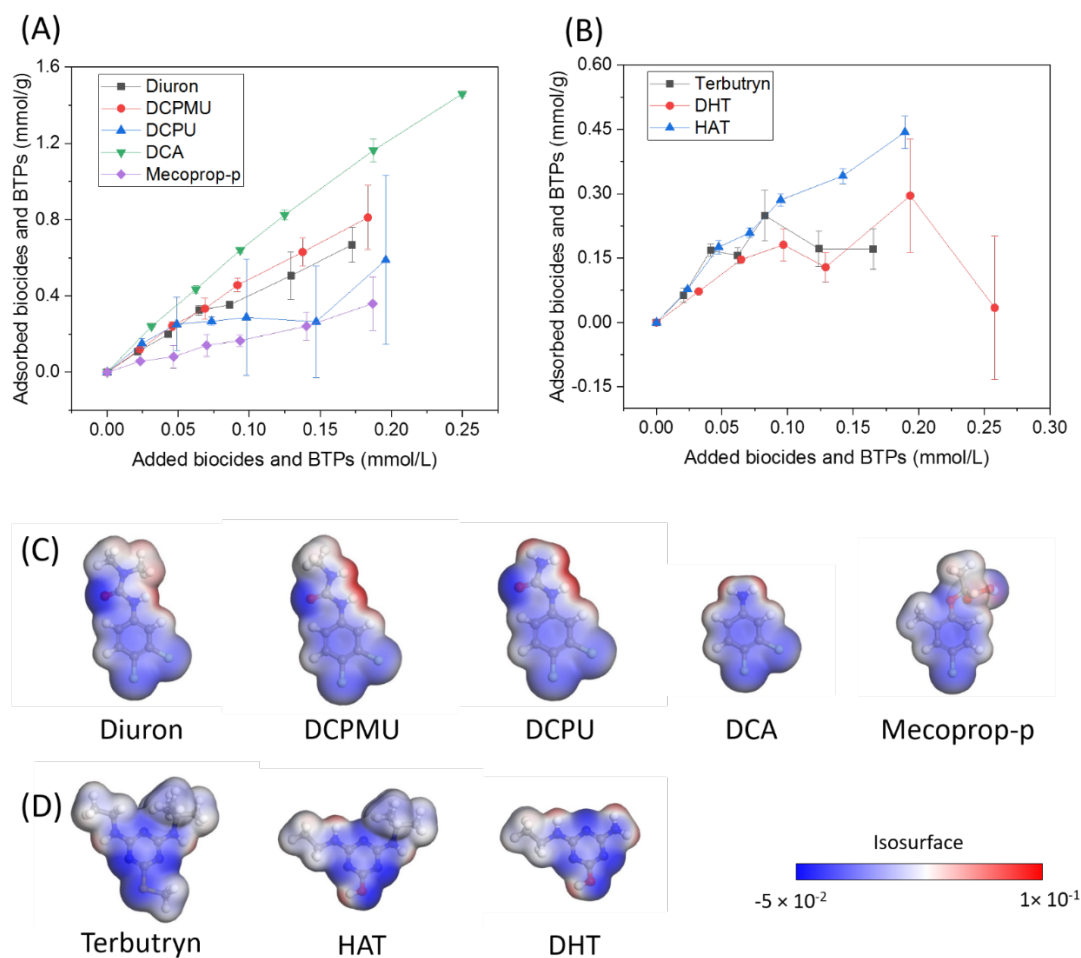 (A)
Adsorbed biocides and BTPs (mmol/g)
1.6
1.2
0.8
0.4
0.0
Diuron
DCPMU
DCPU
DCA
Mecoprop-p
0.00 0.05 0.10 0.15 0.20 0.25
Added biocides and BTPs (mmol/L)
(B)
Adsorbed biocides and BTPs (mmol/g)
0.60
0.45
0.30
0.15
0.00
-0.15
Terbutryn
DHT
HAT
0.00 0.05 0.10 0.15 0.20 0.25 0.30
Added biocides and BTPs (mmol/L)
(C)
Diuron DCPMU DCPU DCA Mecoprop-p
(D)
Terbutryn HAT DHT
Isosurface
-5 × 10⁻² 1× 10⁻¹